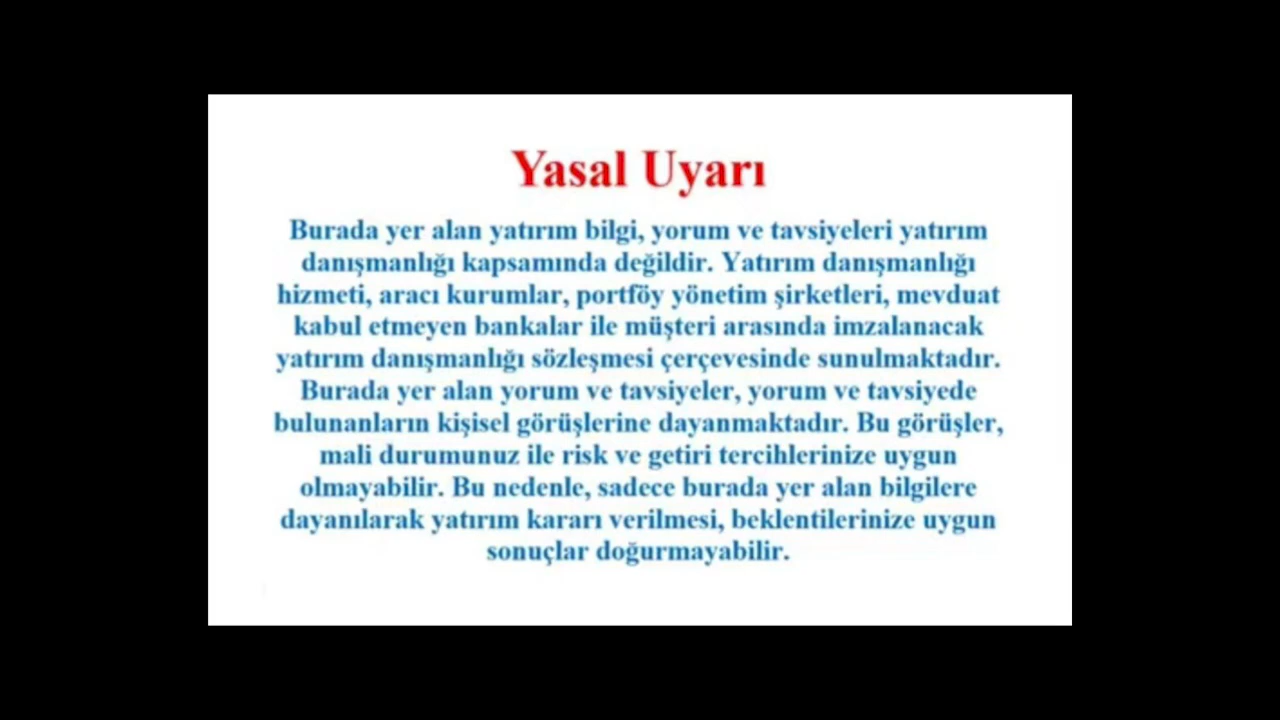 Yasal Uyarı
Burada yer alan yatırım bilgi, yorum ve tavsiyeleri yatırım
danışmanlığı kapsamında değildir. Yatırım danışmanlığı
hizmeti, aracı kurumlar, portföy yönetim şirketleri, mevduat
kabul etmeyen bankalar ile müşteri arasında imzalanacak
yatırım danışmanlığı sözleşmesi çerçevesinde sunulmaktadır.
Burada yer alan yorum ve tavsiyeler, yorum ve tavsiyede
bulunanların kişisel görüşlerine dayanmaktadır. Bu görüşler,
mali durumunuz ile risk ve getiri tercihlerinize uygun
olmayabilir. Bu nedenle, sadece burada yer alan bilgilere
dayanılarak yatırım kararı verilmesi, beklentilerinize uygun
sonuçlar doğurmayabilir.